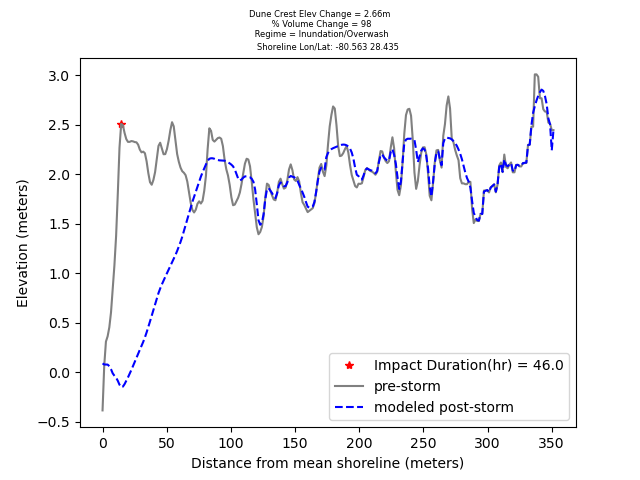 Dune Crest Elev Change = 2.66m
% Volume Change = 98
Regime = Inundation/Overwash
Shoreline Lon/Lat: -80.563 28.435
3.0
2.5
2.0
1.5
1.0
0.5
0.0
−0.5
Elevation (meters)
Impact Duration(hr) = 46.0
pre-storm
modeled post-storm
0 50 100 150 200 250 300 350
Distance from mean shoreline (meters)